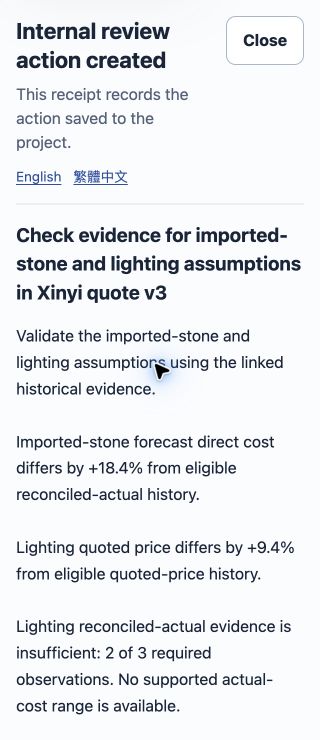 Internal review
action created
Close
This receipt records the
action saved to the
project.
English 繁體中文
Check evidence for imported-
stone and lighting assumptions
in Xinyi quote v3
Validate the imported-stone and
lighting assumptions using the linked
historical evidence.
Imported-stone forecast direct cost
differs by +18.4% from eligible
reconciled-actual history.
Lighting quoted price differs by +9.4%
from eligible quoted-price history.
Lighting reconciled-actual evidence is
insufficient: 2 of 3 required
observations. No supported actual-
cost range is available.